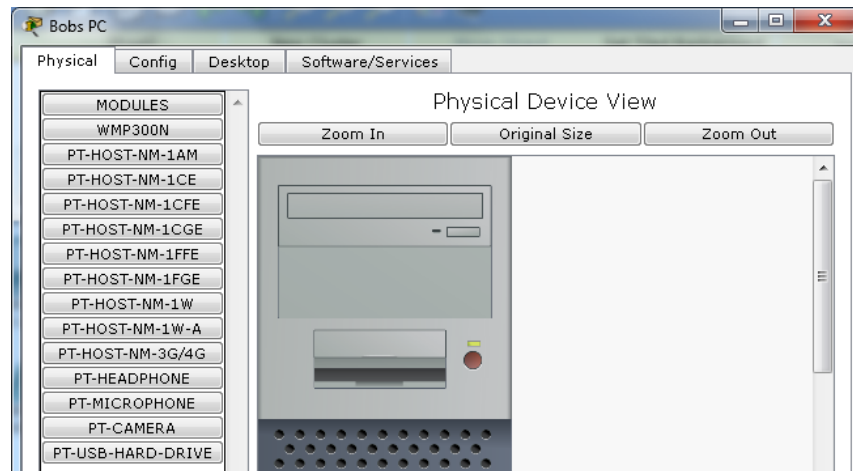 Bobs PC
Physical Config Desktop Software/Services
MODULES
WMP300N
PT-HOST-NM-1AM
PT-HOST-NM-1CE
PT-HOST-NM-1CFE
PT-HOST-NM-1CGE
PT-HOST-NM-1FFE
PT-HOST-NM-1FGE
PT-HOST-NM-1W
PT-HOST-NM-1W-A
PT-HOST-NM-3G/4G
PT-HEADPHONE
PT-MICROPHONE
PT-CAMERA
PT-USB-HARD-DRIVE
Physical Device View
Zoom In Original Size Zoom Out